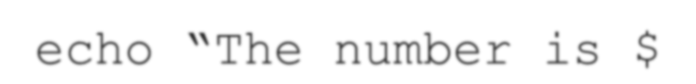 echo “The number is $